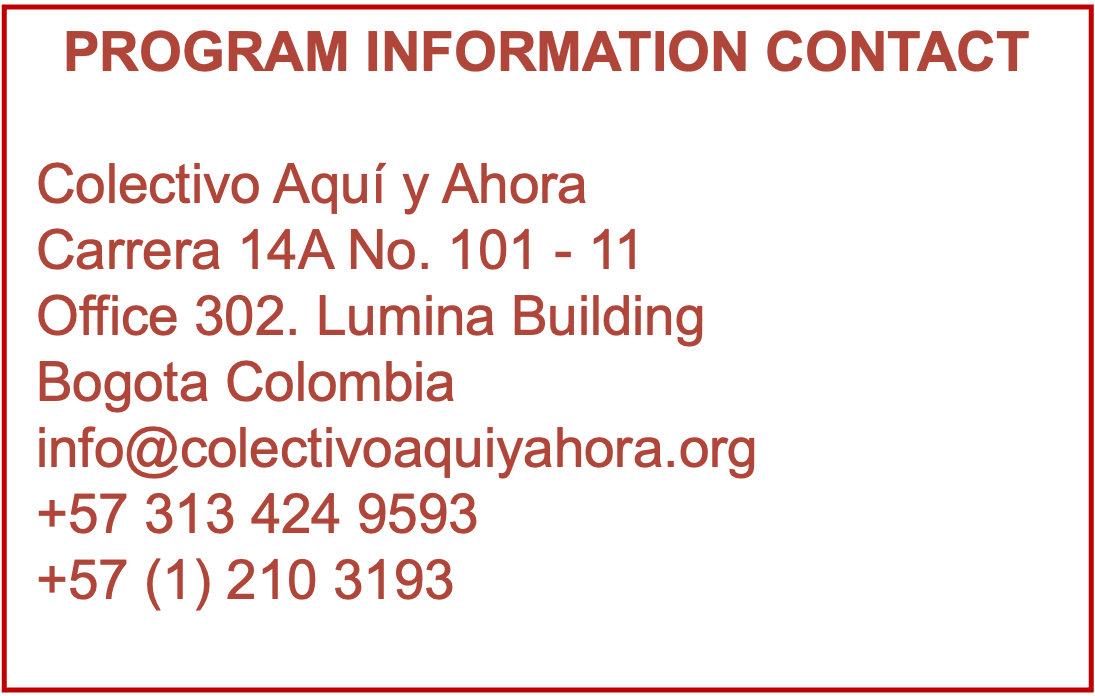 PROGRAM INFORMATION CONTACT
Colectivo Aquí y Ahora
Carrera 14A No. 101 - 11
Office 302. Lumina Building
Bogota Colombia
info@colectivoaquiyahora.org
+57 313 424 9593
+57 (1) 210 3193